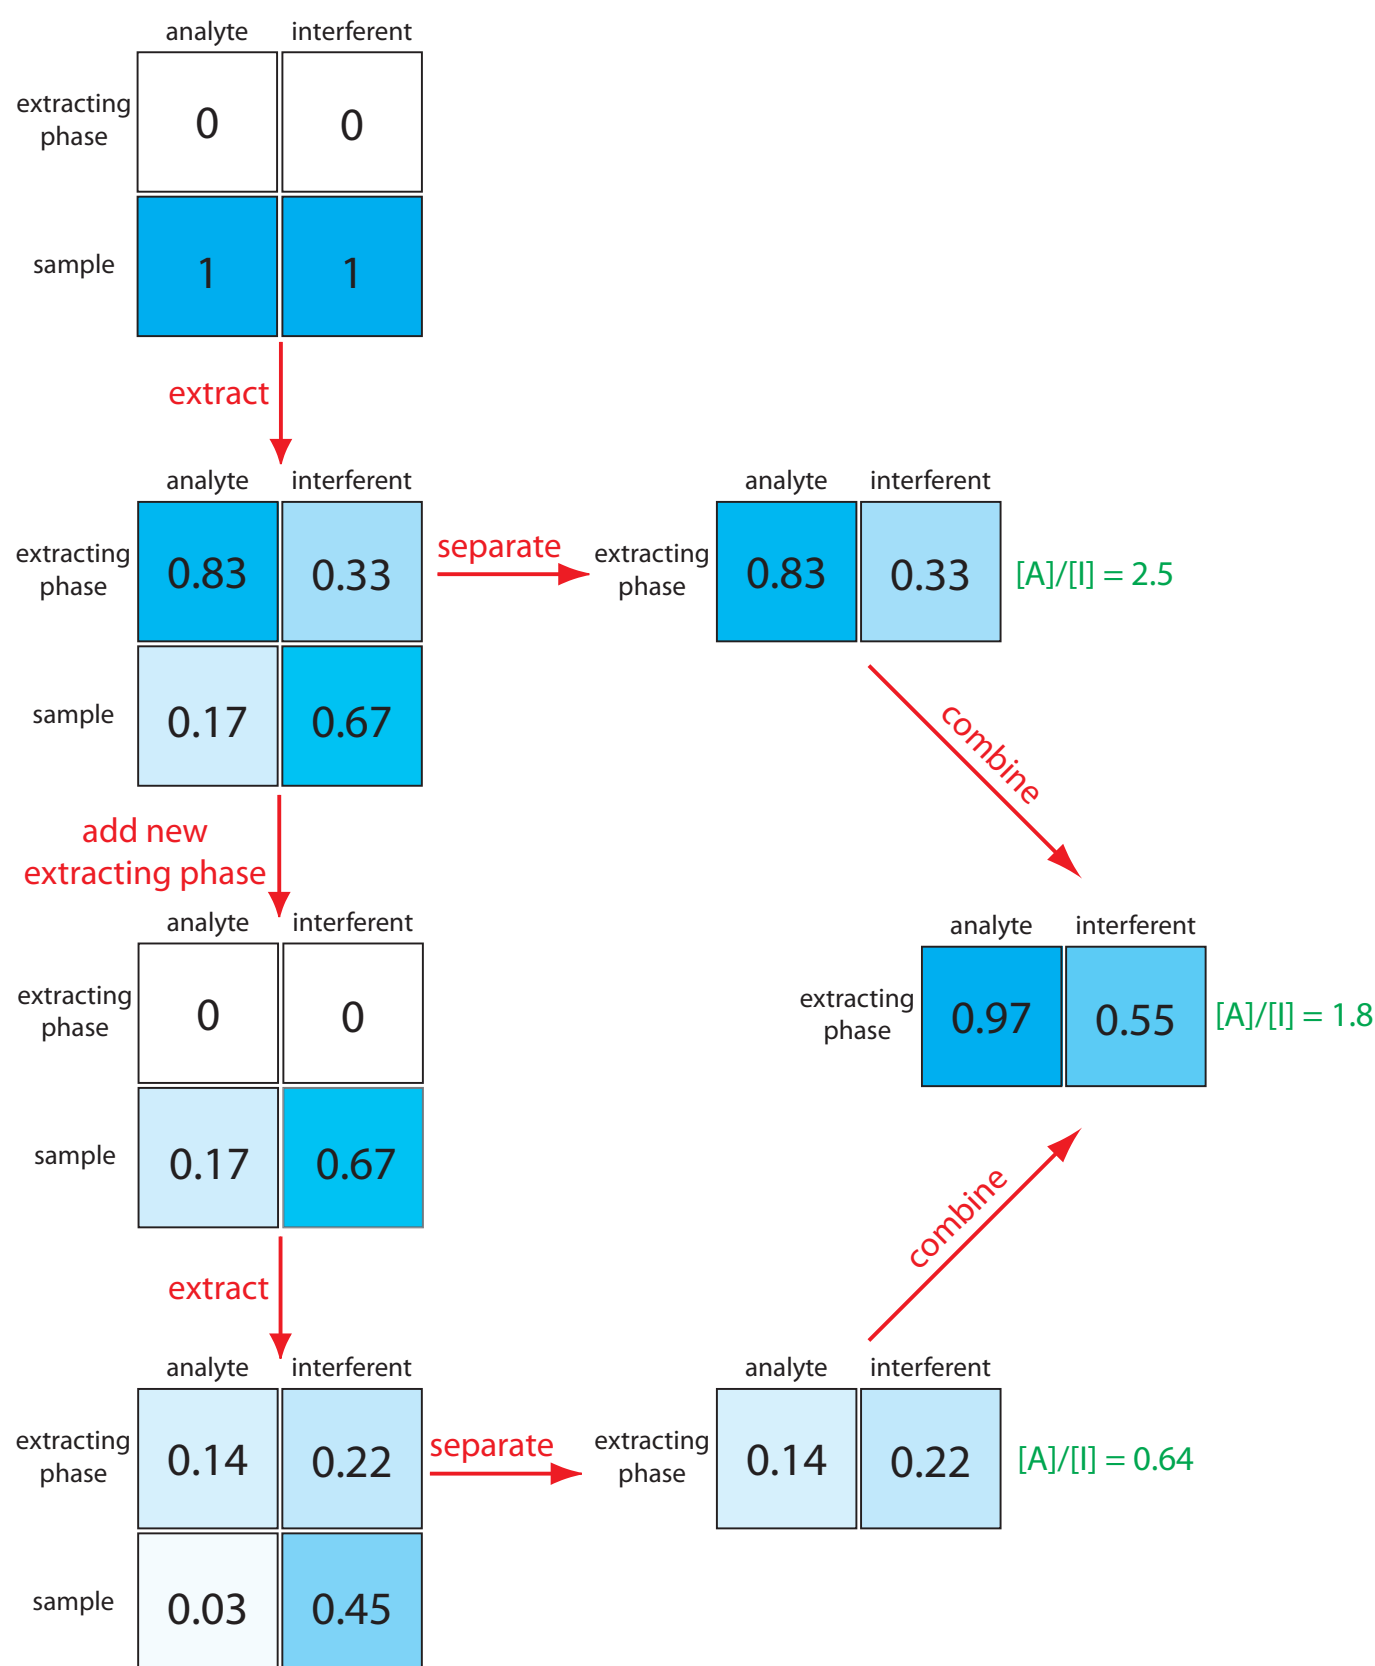 analyte interferent
extracting
phase
0 0
sample
1 1
extract
analyte interferent
extracting
phase
0.83 0.33
sample
0.17 0.67
separate
analyte interferent
extracting
phase
0.83 0.33
[A]/[I] = 2.5
combine
add new
extracting phase
analyte interferent
extracting
phase
0 0
sample
0.17 0.67
analyte interferent
extracting
phase
0.97 0.55
[A]/[I] = 1.8
extract
combine
analyte interferent
extracting
phase
0.14 0.22
sample
0.03 0.45
separate
analyte interferent
extracting
phase
0.14 0.22
[A]/[I] = 0.64